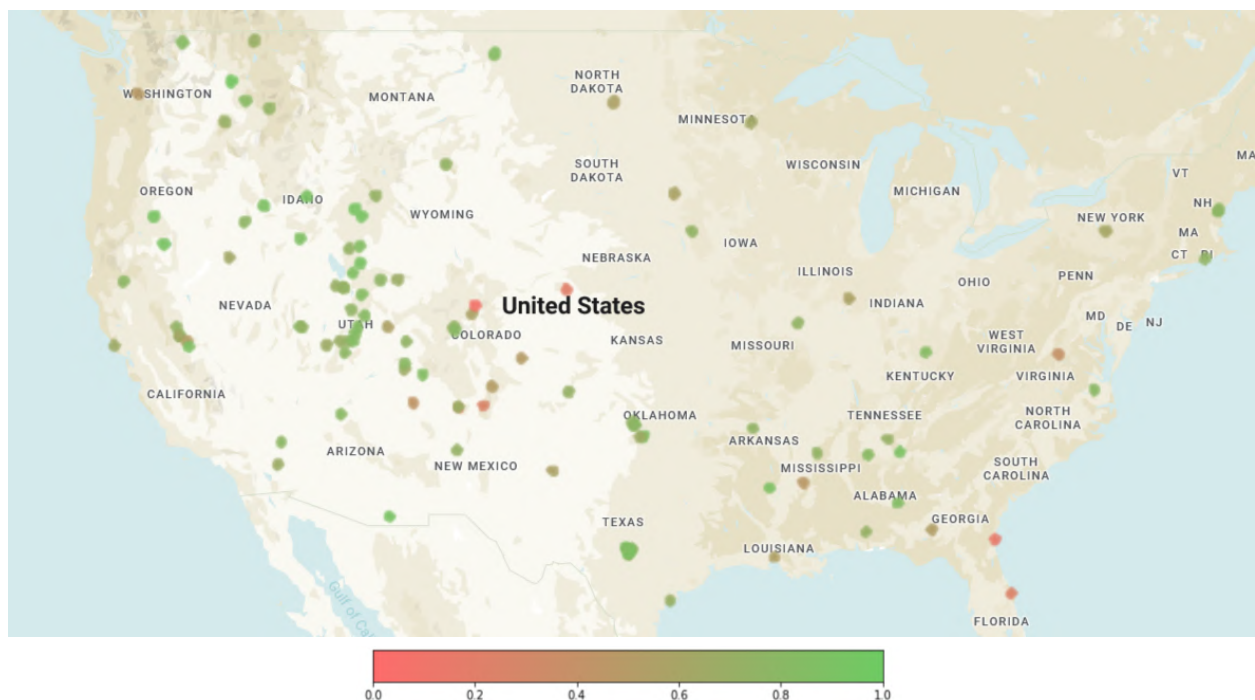 NORTH
DAKOTA
WASHINGTON
MONTANA
MINNESOT
MA
SOUTH
DAKOTA
WISCONSIN
VT
OREGON
IDAHO
MICHIGAN
NH
WYOMING
NEW YORK
MA
IOWA
CT RI
NEBRASKA
ILLINOIS
PENN
OHIO
NEVADA
United States
INDIANA
MD
DE
NJ
UTAH
COLORADO
KANSAS
MISSOURI
WEST
VIRGINIA
KENTUCKY
VIRGINIA
CALIFORNIA
OKLAHOMA
TENNESSEE
NORTH
CAROLINA
ARKANSAS
ARIZONA
NEW MEXICO
MISSISSIPPI
SOUTH
CAROLINA
ALABAMA
TEXAS
GEORGIA
LOUISIANA
Gulf of Cal
FLORIDA
0.0 0.2 0.4 0.6 0.8 1.0